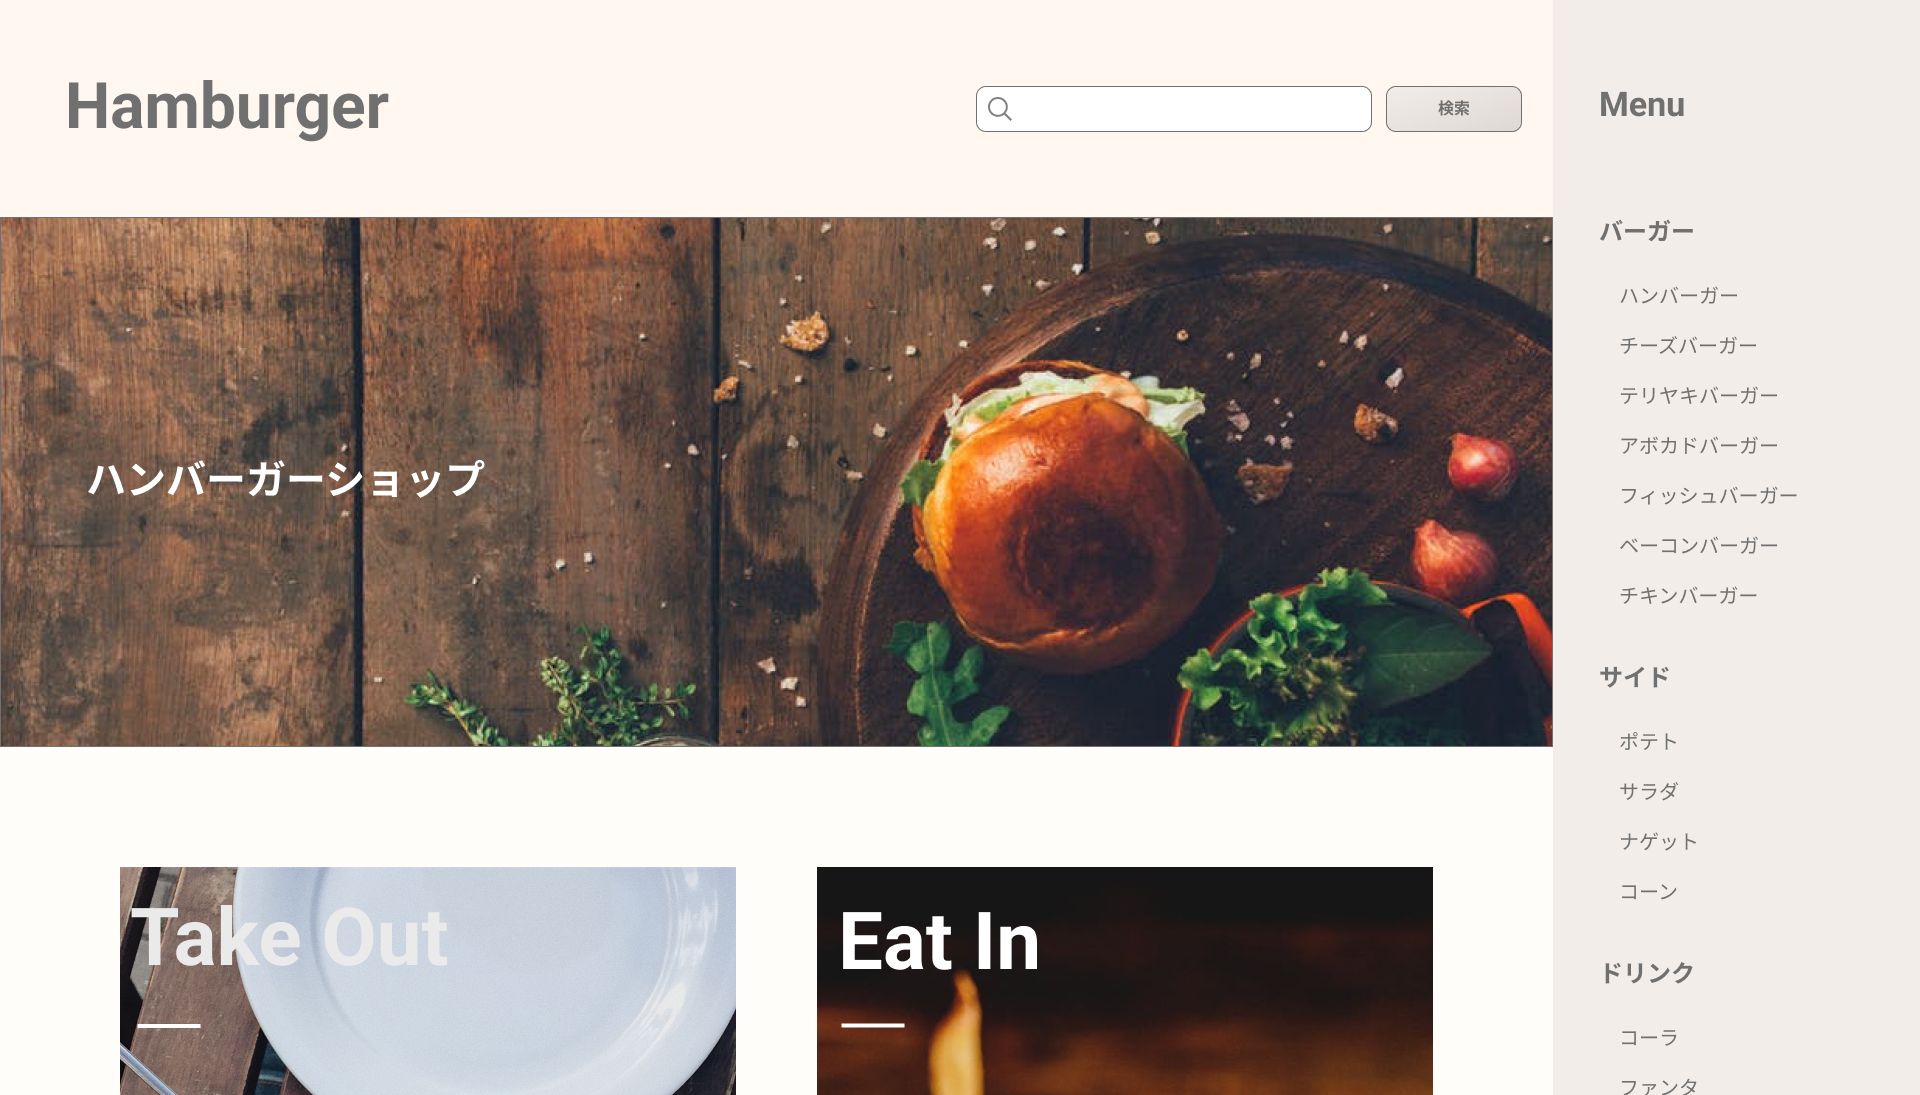 Hamburger
検索
ハンバーガーショップ
Take Out
Eat In
Menu
バーガー
ハンバーガー
チーズバーガー
テリヤキバーガー
アボカドバーガー
フィッシュバーガー
ベーコンバーガー
チキンバーガー
サイド
ポテト
サラダ
ナゲット
コーン
ドリンク
コーラ
ファンタ